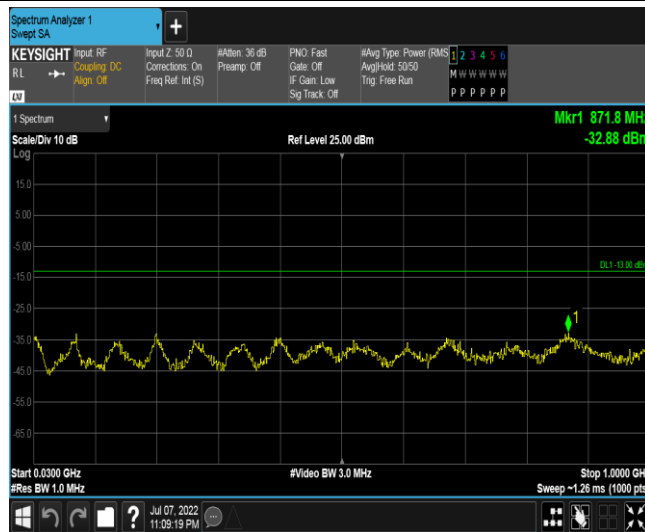 Spectrum Analyzer 1
Swept SA
+
KEYSIGHT Input: RF Input Z: 50 Ω #Atten: 36 dB PNO: Fast #Avg Type: Power (RMS 1 2 3 4 5 6
RL Coupling: DC Corrections: On Preamp: Off Gate: Off Avg|Hold: 50/50 M W W W W W
Align: Off Freq Ref: Int (S) IF Gain: Low Trig: Free Run
Sig Track: Off P P P P P P
LXI
1 Spectrum Mkr1 871.8 MHz
Scale/Div 10 dB Ref Level 25.00 dBm -32.88 dBm
Log
15.0
5.00
-5.00
DL1 -13.00 dBm
-15.0
-25.0
1
-35.0
-45.0
-55.0
-65.0
Start 0.0300 GHz #Video BW 3.0 MHz Stop 1.0000 GH
#Res BW 1.0 MHz Sweep ~1.26 ms (1000 pts
? Jul 07, 2022
11:09:19 PM